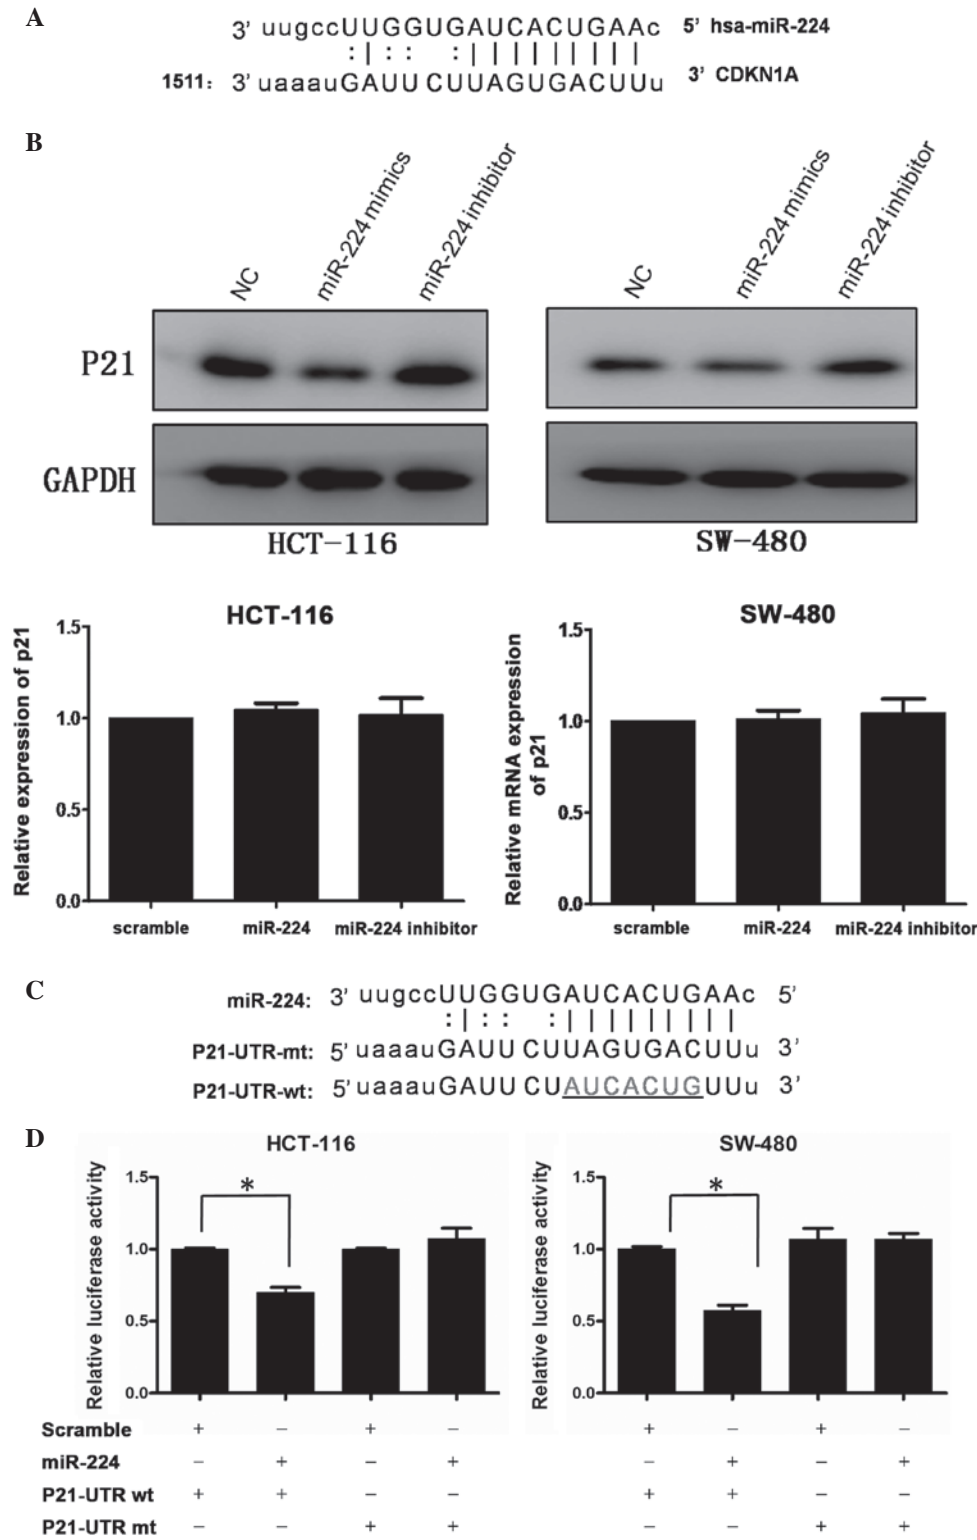 A
3' uugccUUGGUGAUCACUGAAc 5' hsa-miR-224
1511: 3' uaaauGAUUCUUAGUGACUUu 3' CDKN1A
B
NC miR-224 mimics miR-224 inhibitor NC miR-224 mimics miR-224 inhibitor
P21
GAPDH
HCT-116 SW-480
HCT-116
Relative expression of p21
1.5
1.0
0.5
0.0
scramble miR-224 miR-224 inhibitor
SW-480
Relative mRNA expression
of p21
1.5
1.0
0.5
0.0
scramble miR-224 miR-224 inhibitor
C
miR-224: 3' uugccUUGGUGAUCACUGAAc 5'
P21-UTR-mt: 5' uaaauGAUUCUUAGUGACUUu 3'
P21-UTR-wt: 5' uaaauGAUUCUAUCACUGUUu 3'
D
HCT-116
Relative luciferase activity
1.5
1.0
0.5
0.0
*
SW-480
Relative luciferase activity
1.5
1.0
0.5
0.0
*
Scramble + − + − + − + −
miR-224 − + − + − + − +
P21-UTR wt + + − − + + − −
P21-UTR mt − − + + − − + +